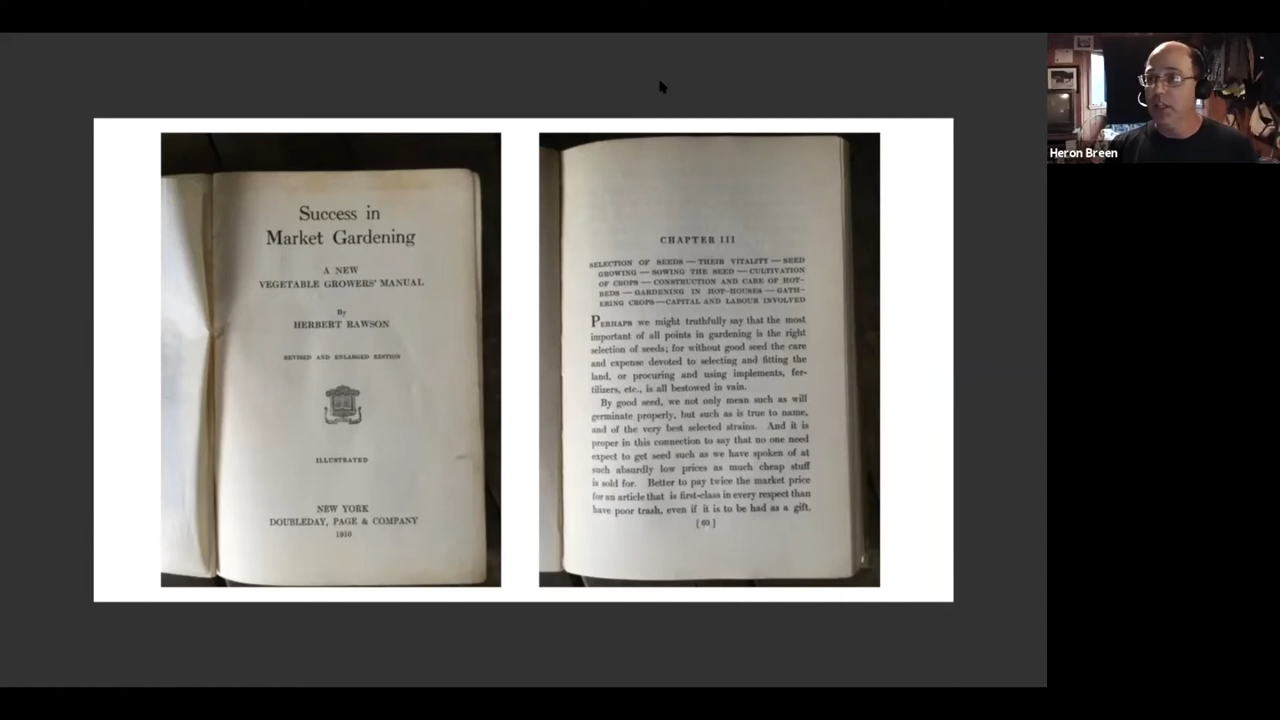 Success in
Market Gardening
A NEW
VEGETABLE GROWERS' MANUAL
By
HERBERT RAWSON
REVISED AND ENLARGED EDITION
ILLUSTRATED
NEW YORK
DOUBLEDAY, PAGE & COMPANY
1910
CHAPTER III
SELECTION OF SEEDS — THEIR VITALITY — SEED
GROWING — SOWING THE SEED — CULTIVATION
OF CROPS — CONSTRUCTION AND CARE OF HOT-
BEDS — GARDENING IN HOT-HOUSES — GATH-
ERING CROPS — CAPITAL AND LABOUR INVOLVED
PERHAPS we might truthfully say that the most
important of all points in gardening is the right
selection of seeds; for without good seed the care
and expense devoted to selecting and fitting the
land, or procuring and using implements, fer-
tilizers, etc., is all bestowed in vain.
By good seed, we not only mean such as will
germinate properly, but such as is true to name,
and of the very best selected strains. And it is
proper in this connection to say that no one need
expect to get seed such as we have spoken of at
such absurdly low prices as much cheap stuff
is sold for. Better to pay twice the market price
for an article that is first-class in every respect than
have poor trash, even if it is to be had as a gift.
[ 69 ]
Heron Breen